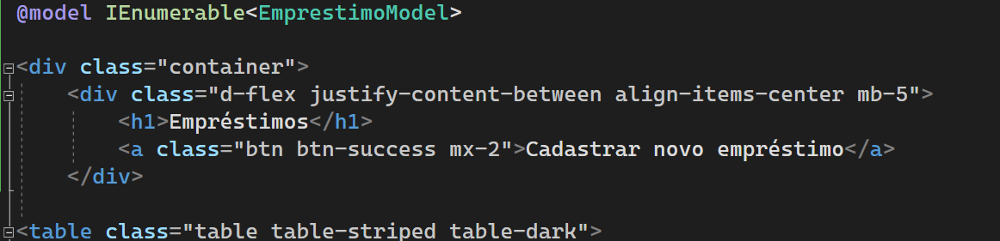 @model IEnumerable<EmprestimoModel>
<div class="container">
<div class="d-flex justify-content-between align-items-center mb-5">
<h1>Empréstimos</h1>
<a class="btn btn-success mx-2">Cadastrar novo empréstimo</a>
</div>
<table class="table table-striped table-dark">